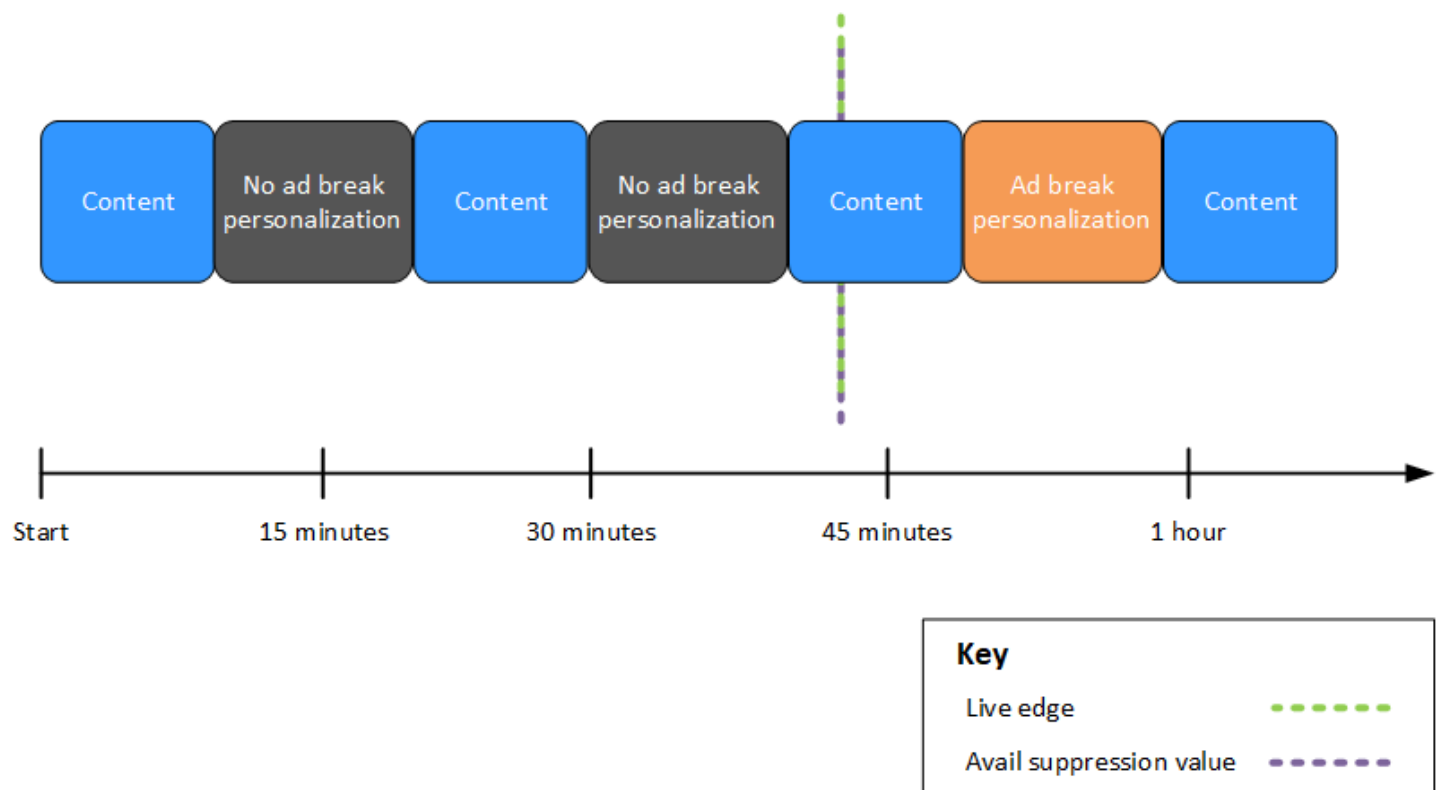 Content
No ad break
personalization
Content
No ad break
personalization
Content
Ad break
personalization
Content
Start
15 minutes
30 minutes
45 minutes
1 hour
Key
Live edge
Avail suppression value